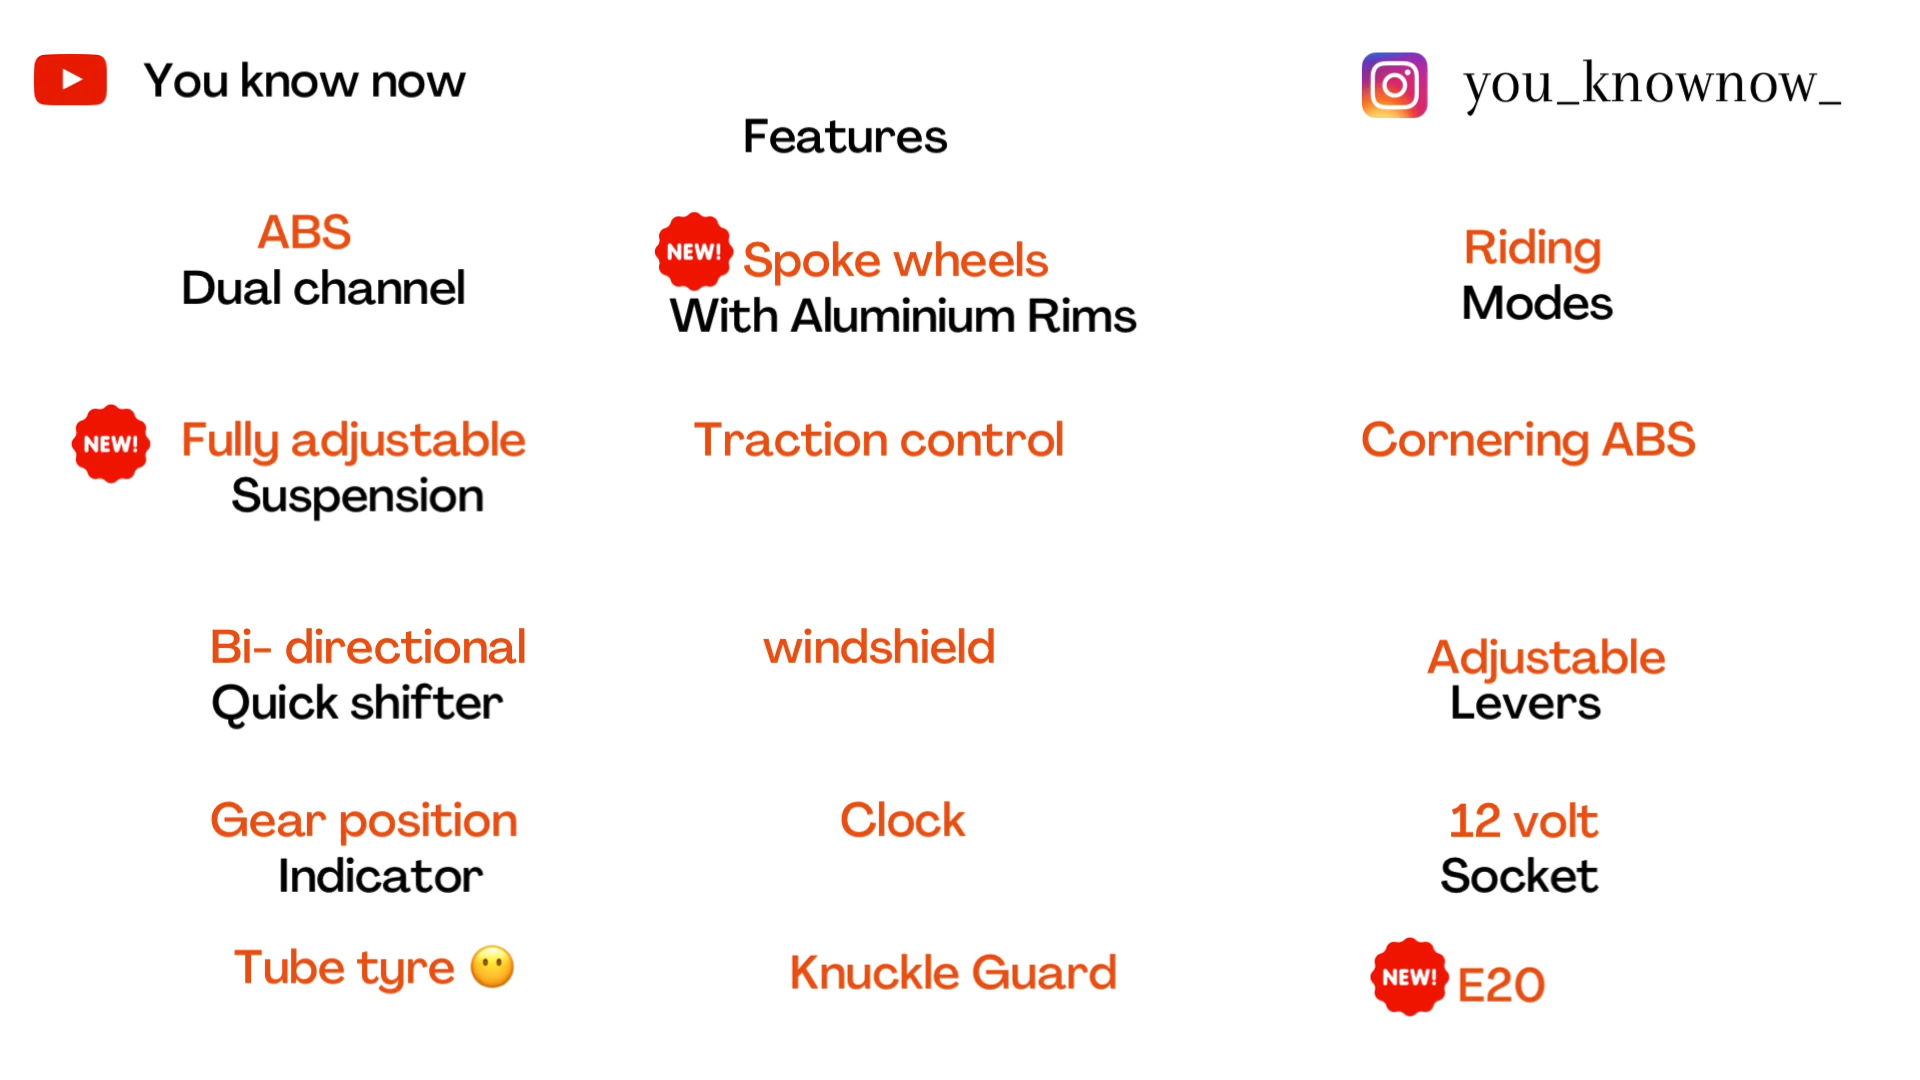 You know now
you_knownow_
Features
ABS
Dual channel
NEW!
Spoke wheels
With Aluminium Rims
Riding
Modes
NEW!
Fully adjustable
Suspension
Traction control
Cornering ABS
Bi- directional
Quick shifter
windshield
Adjustable
Levers
Gear position
Indicator
Clock
12 volt
Socket
Tube tyre 😶
Knuckle Guard
NEW!
E20